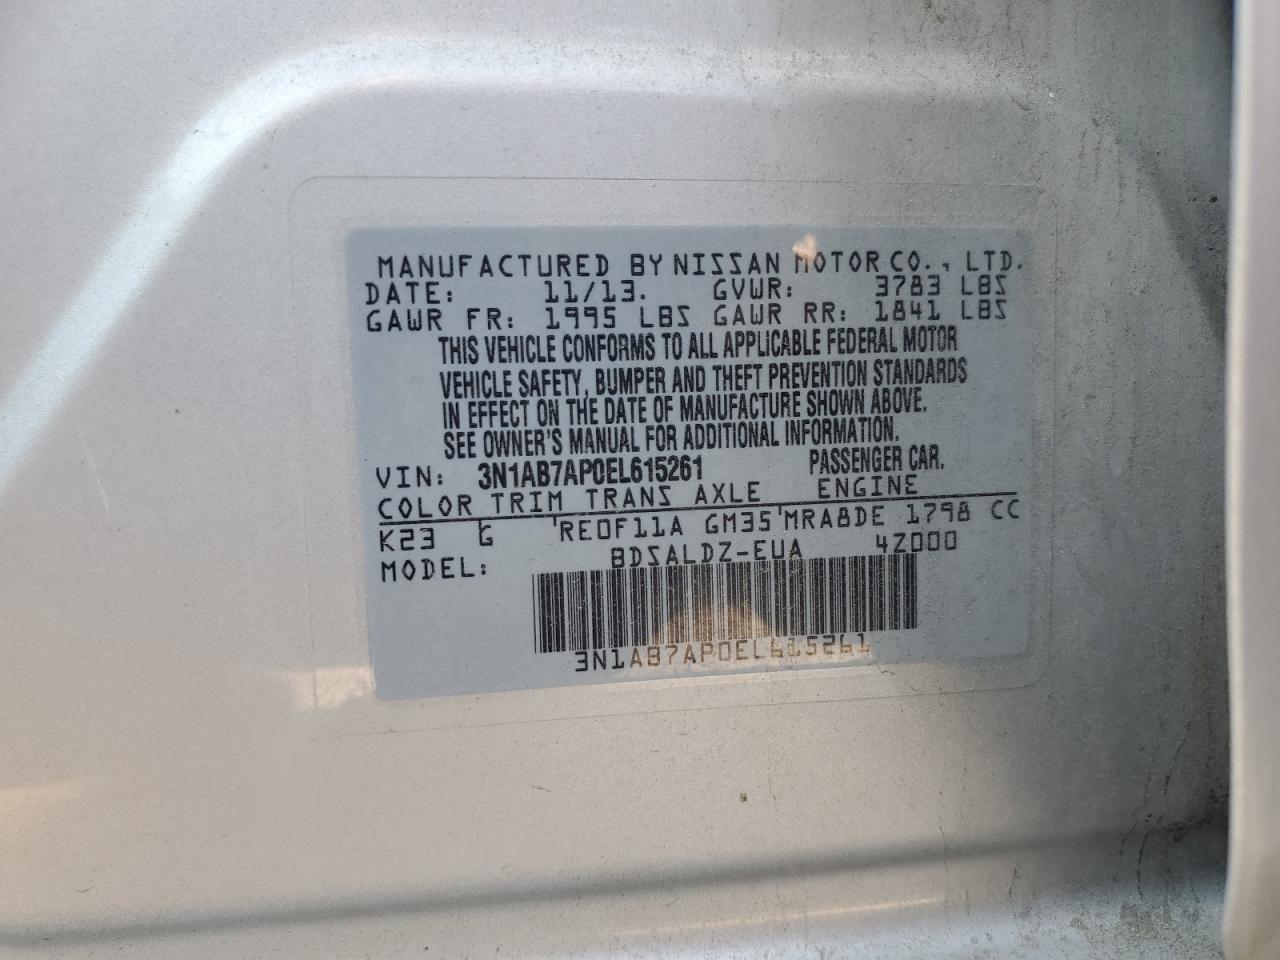 MANUFACTURED BY NISSAN MOTOR CO., LTD.
DATE: 11/13. GVWR: 3783 LBS
GAWR FR: 1995 LBS GAWR RR: 1841 LBS
THIS VEHICLE CONFORMS TO ALL APPLICABLE FEDERAL MOTOR
VEHICLE SAFETY, BUMPER AND THEFT PREVENTION STANDARDS
IN EFFECT ON THE DATE OF MANUFACTURE SHOWN ABOVE.
SEE OWNER'S MANUAL FOR ADDITIONAL INFORMATION.
VIN: 3N1AB7AP0EL615261 PASSENGER CAR.
COLOR TRIM TRANS AXLE ENGINE
K23 G RE0F11A GM35 MRA8DE 1798 CC
MODEL: BDSALDZ-EUA 4Z000
3N1AB7AP0EL615261